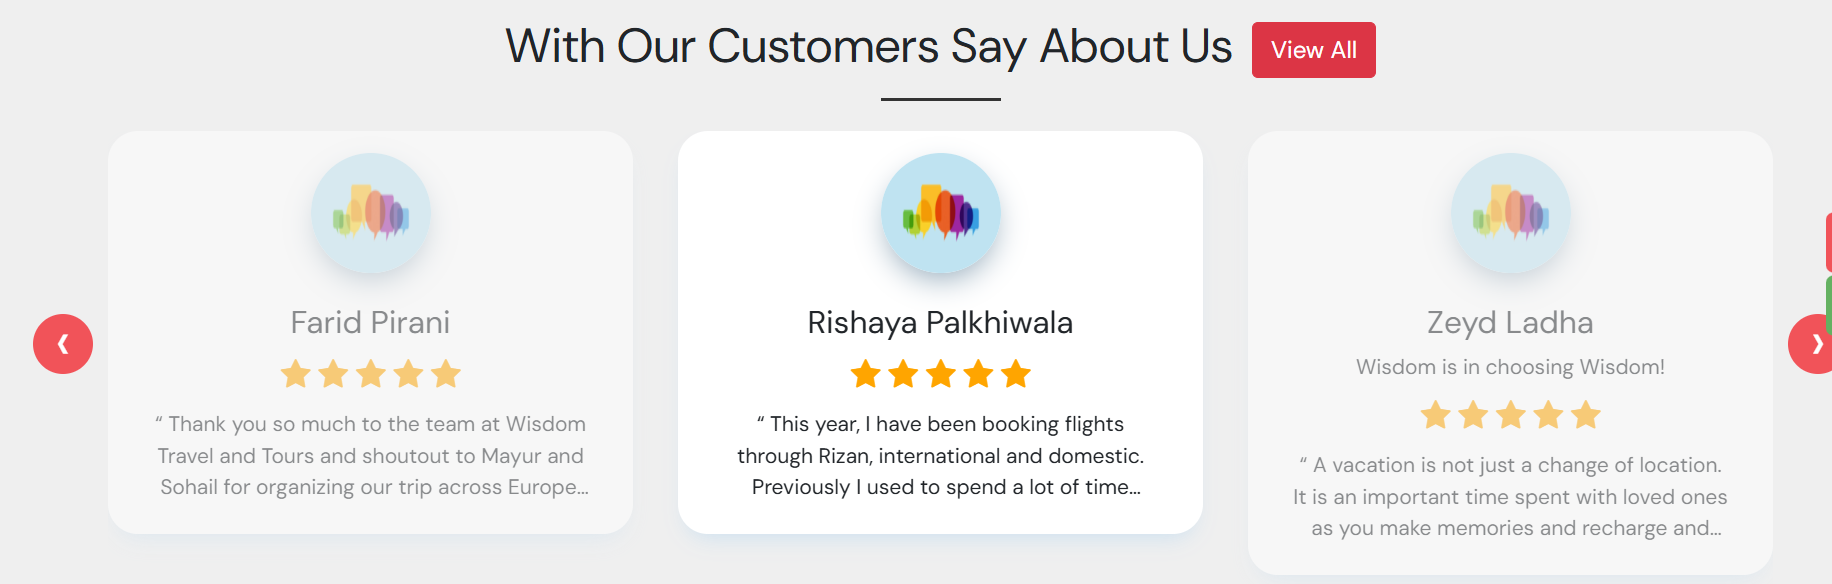 With Our Customers Say About Us
View All
Farid Pirani
“ Thank you so much to the team at Wisdom
Travel and Tours and shoutout to Mayur and
Sohail for organizing our trip across Europe...
Rishaya Palkhiwala
“ This year, I have been booking flights
through Rizan, international and domestic.
Previously I used to spend a lot of time...
Zeyd Ladha
Wisdom is in choosing Wisdom!
“ A vacation is not just a change of location.
It is an important time spent with loved ones
as you make memories and recharge and...